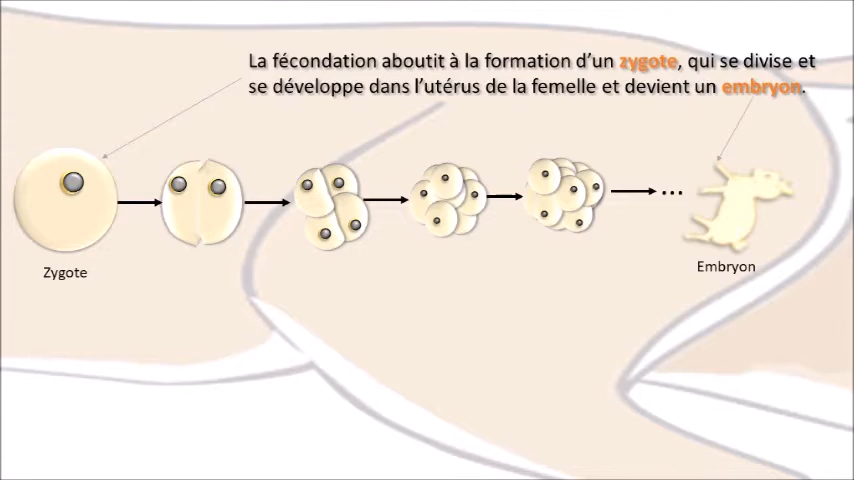 La fécondation aboutit à la formation d’un zygote, qui se divise et
se développe dans l’utérus de la femelle et devient un embryon.
...
Zygote
Embryon